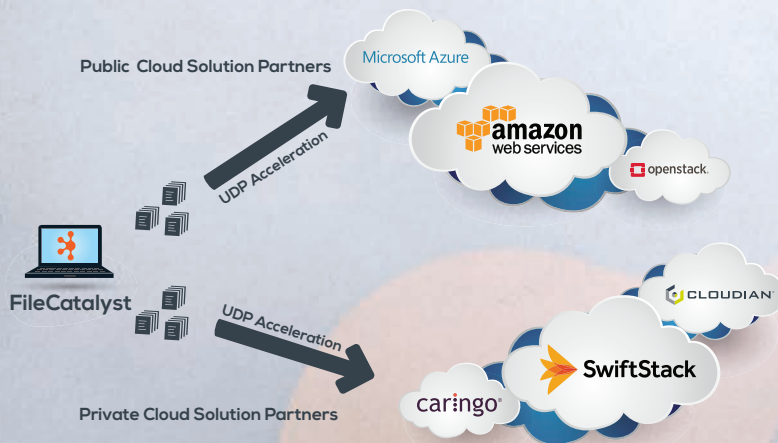 Public Cloud Solution Partners
Microsoft Azure
amazon
web services
openstack.
UDP Acceleration
FileCatalyst
UDP Acceleration
CLOUDIAN
SwiftStack
caringo
Private Cloud Solution Partners